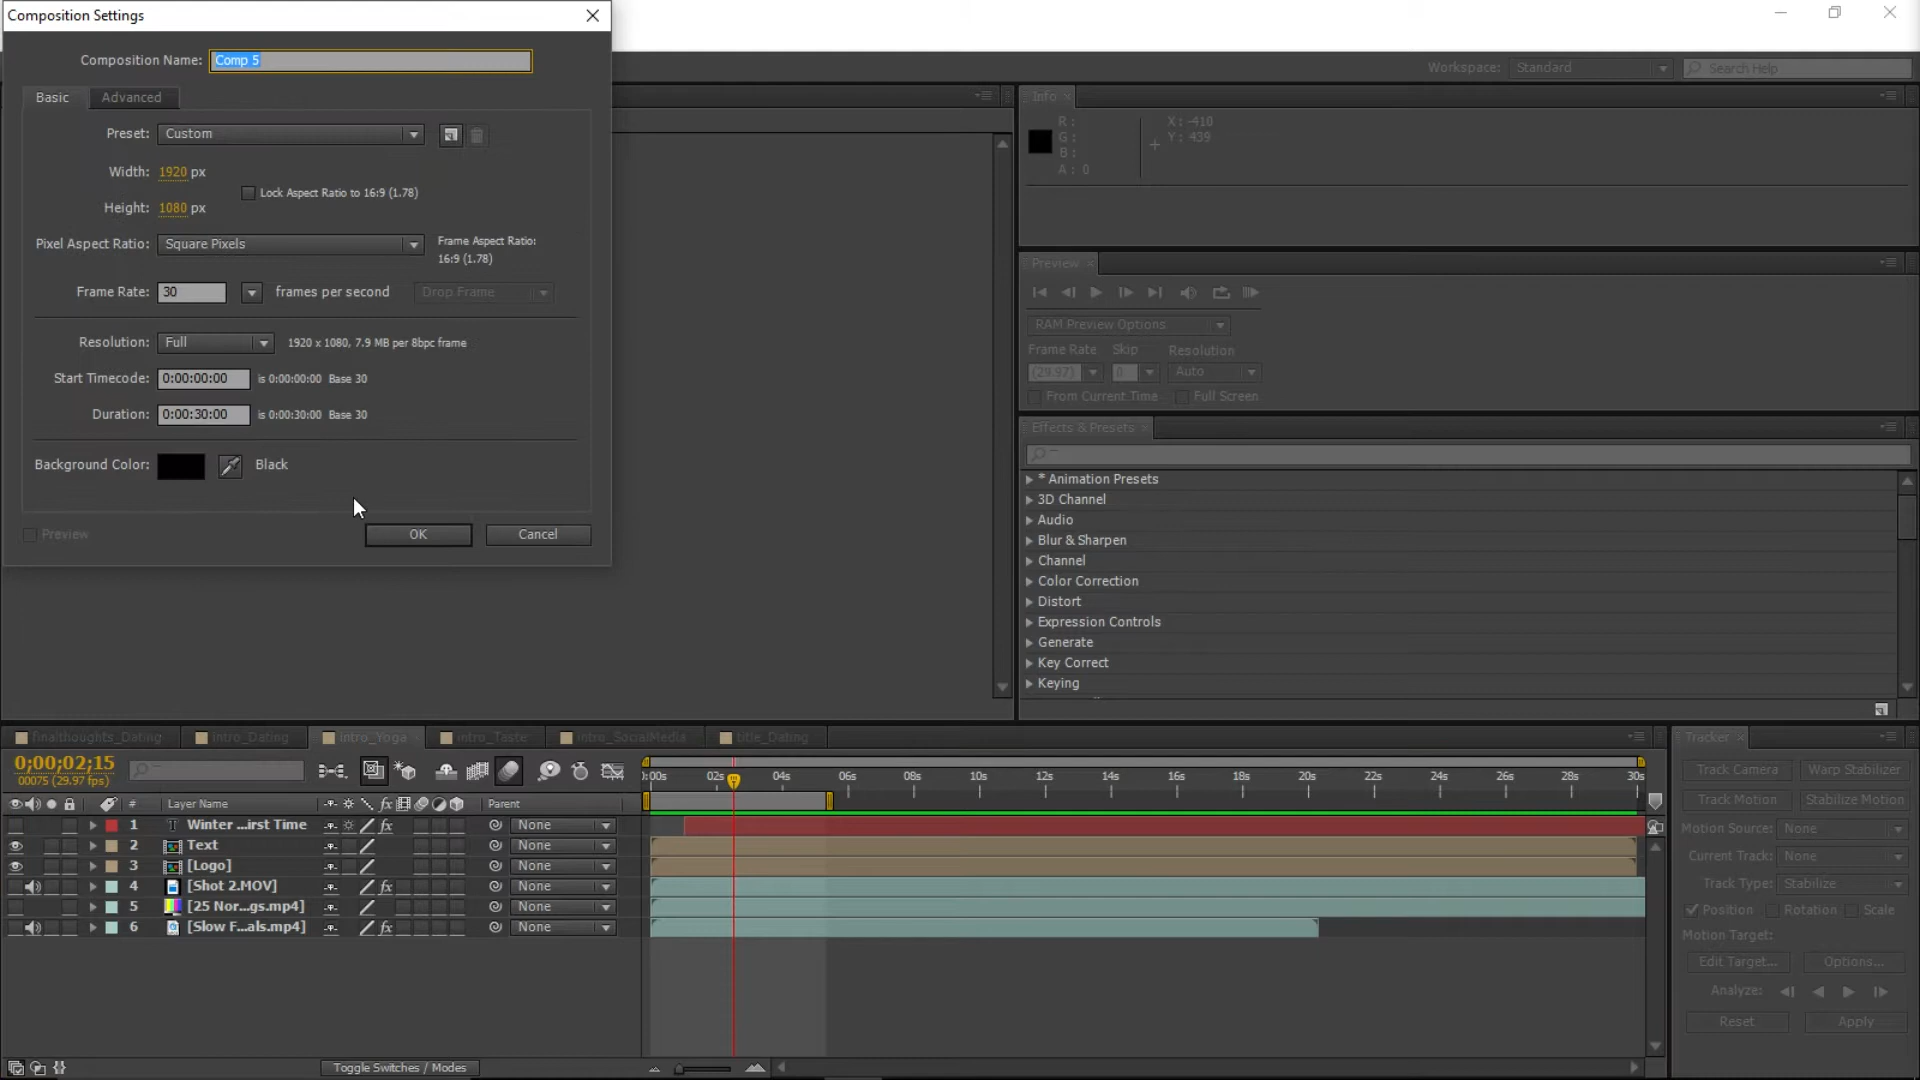 Composition Settings
Composition Name: Comp 5
Basic Advanced
Preset: Custom
Width: 1920 px
Lock Aspect Ratio to 16:9 (1.78)
Height: 1080 px
Pixel Aspect Ratio: Square Pixels
Frame Aspect Ratio:
16:9 (1.78)
Frame Rate: 30 frames per second Drop Frame
Resolution: Full 1920 x 1080, 7.9 MB per 8bpc frame
Start Timecode: 0:00:00:00 is 0:00:00:00 Base 30
Duration: 0:00:30:00 is 0:00:30:00 Base 30
Background Color: Black
Preview OK Cancel
Workspace: Standard Search Help
Info
R :
G :
B :
A : 0
X : -410
Y : 439
Preview
RAM Preview Options
Frame Rate Skip Resolution
(29.97) 0 Auto
From Current Time Full Screen
Effects & Presets
* Animation Presets
3D Channel
Audio
Blur & Sharpen
Channel
Color Correction
Distort
Expression Controls
Generate
Key Correct
Keying
finalthoughts_Dating intro_Dating intro_Yoga intro_Taste intro_SocialMedia title_Dating
0;00;02;15
00075 (29.97 fps)
0:00s 02s 04s 06s 08s 10s 12s 14s 16s 18s 20s 22s 24s 26s 28s 30s
# Layer Name fx Parent
1 T Winter ...irst Time fx None
2 Text None
3 [Logo] None
4 [Shot 2.MOV] fx None
5 [25 Nor...gs.mp4] None
6 [Slow F...als.mp4] fx None
Toggle Switches / Modes
Tracker
Track Camera Warp Stabilizer
Track Motion Stabilize Motion
Motion Source: None
Current Track: None
Track Type: Stabilize
Position Rotation Scale
Motion Target:
Edit Target... Options...
Analyze:
Reset Apply